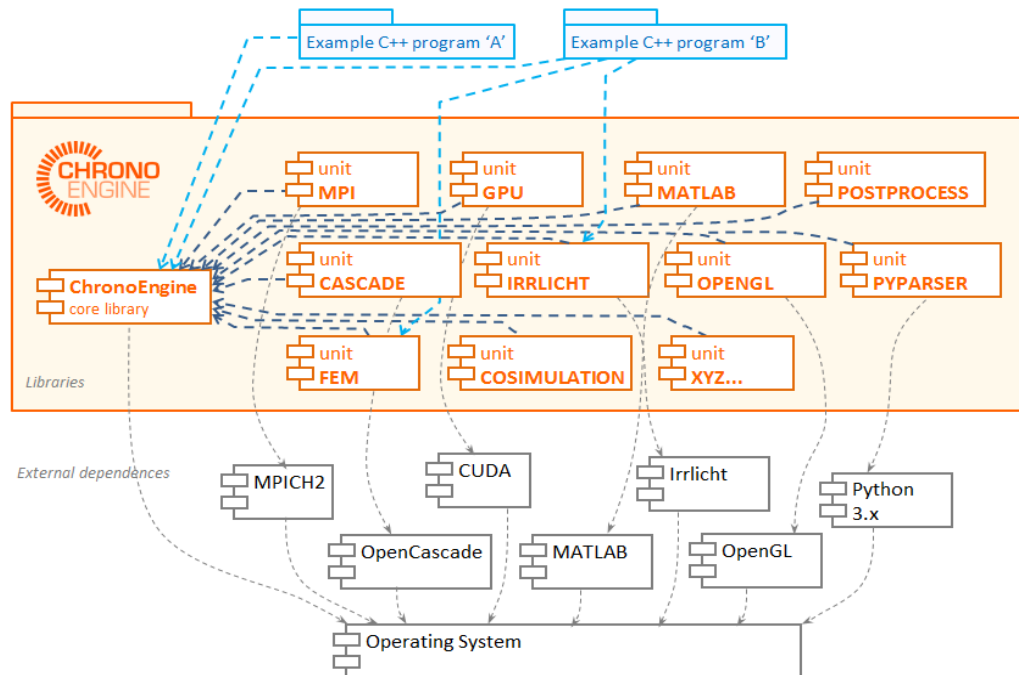 Example C++ program ‘A’
Example C++ program ‘B’
CHRONO
ENGINE
unit
MPI
unit
GPU
unit
MATLAB
unit
POSTPROCESS
ChronoEngine
core library
unit
CASCADE
unit
IRRLICHT
unit
OPENGL
unit
PYPARSER
unit
FEM
unit
COSIMULATION
unit
XYZ...
Libraries
External dependences
MPICH2
CUDA
Irrlicht
Python
3.x
OpenCascade
MATLAB
OpenGL
Operating System